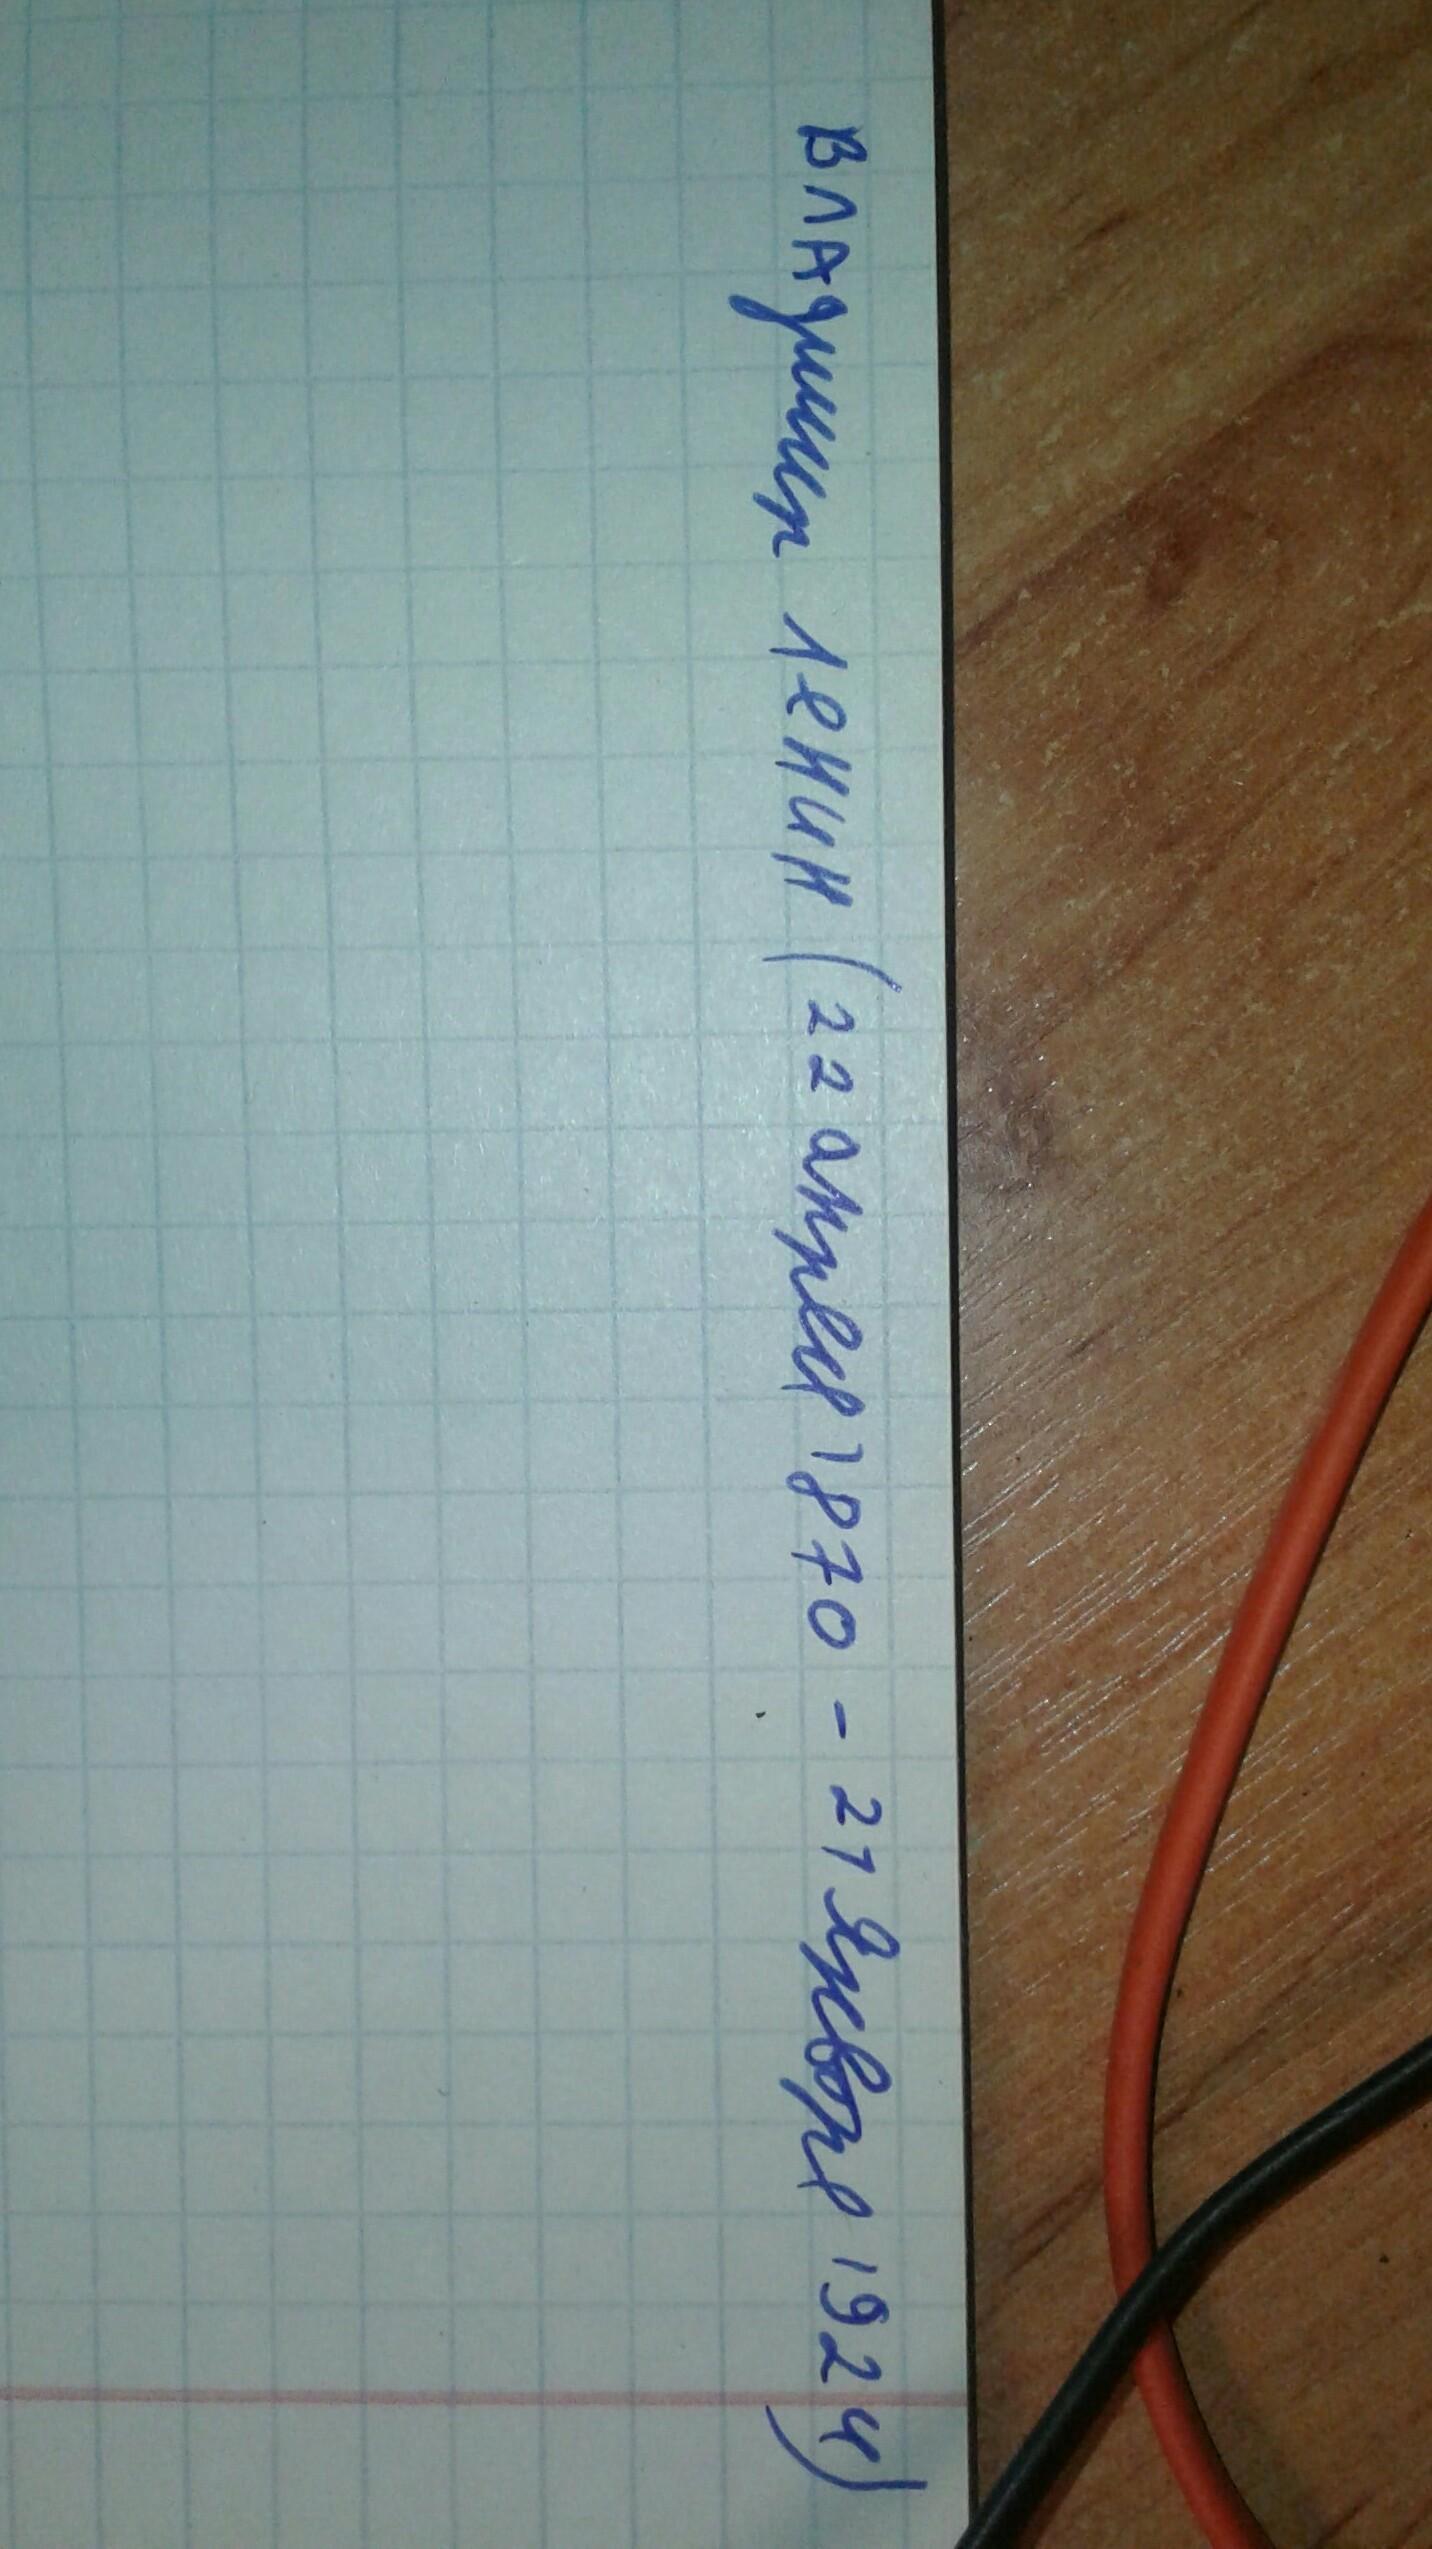 Владимир Ленин (22 апреля 1870 - 21 января 1924)